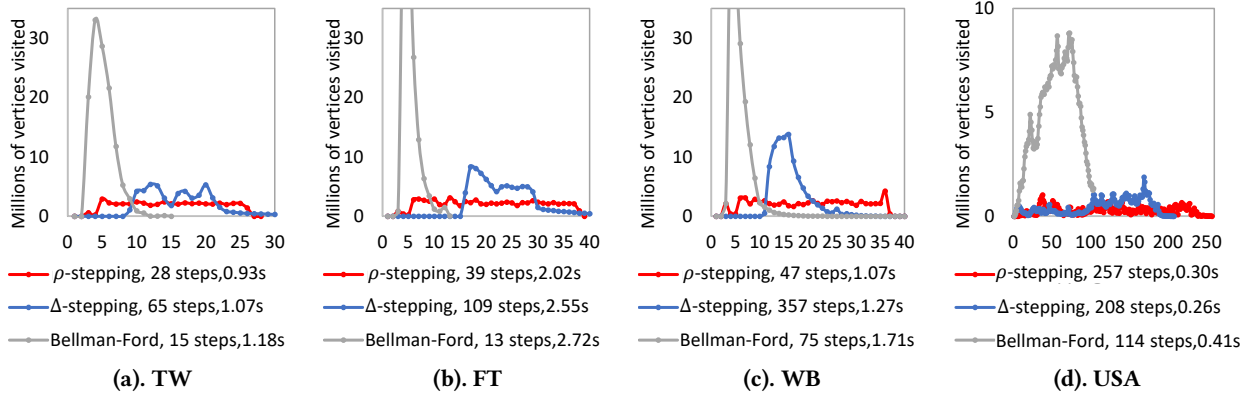 Millions of vertices visited
30
20
10
0
0 5 10 15 20 25 30
ρ-stepping, 28 steps,0.93s
Δ-stepping, 65 steps,1.07s
Bellman-Ford, 15 steps,1.18s
(a). TW
Millions of vertices visited
30
20
10
0
0 5 10 15 20 25 30 35 40
ρ-stepping, 39 steps,2.02s
Δ-stepping, 109 steps,2.55s
Bellman-Ford, 13 steps,2.72s
(b). FT
Millions of vertices visited
30
20
10
0
0 5 10 15 20 25 30 35 40
ρ-stepping, 47 steps,1.07s
Δ-stepping, 357 steps,1.27s
Bellman-Ford, 75 steps,1.71s
(c). WB
Millions of vertices visited
10
5
0
0 50 100 150 200 250
ρ-stepping, 257 steps,0.30s
Δ-stepping, 208 steps,0.26s
Bellman-Ford, 114 steps,0.41s
(d). USA